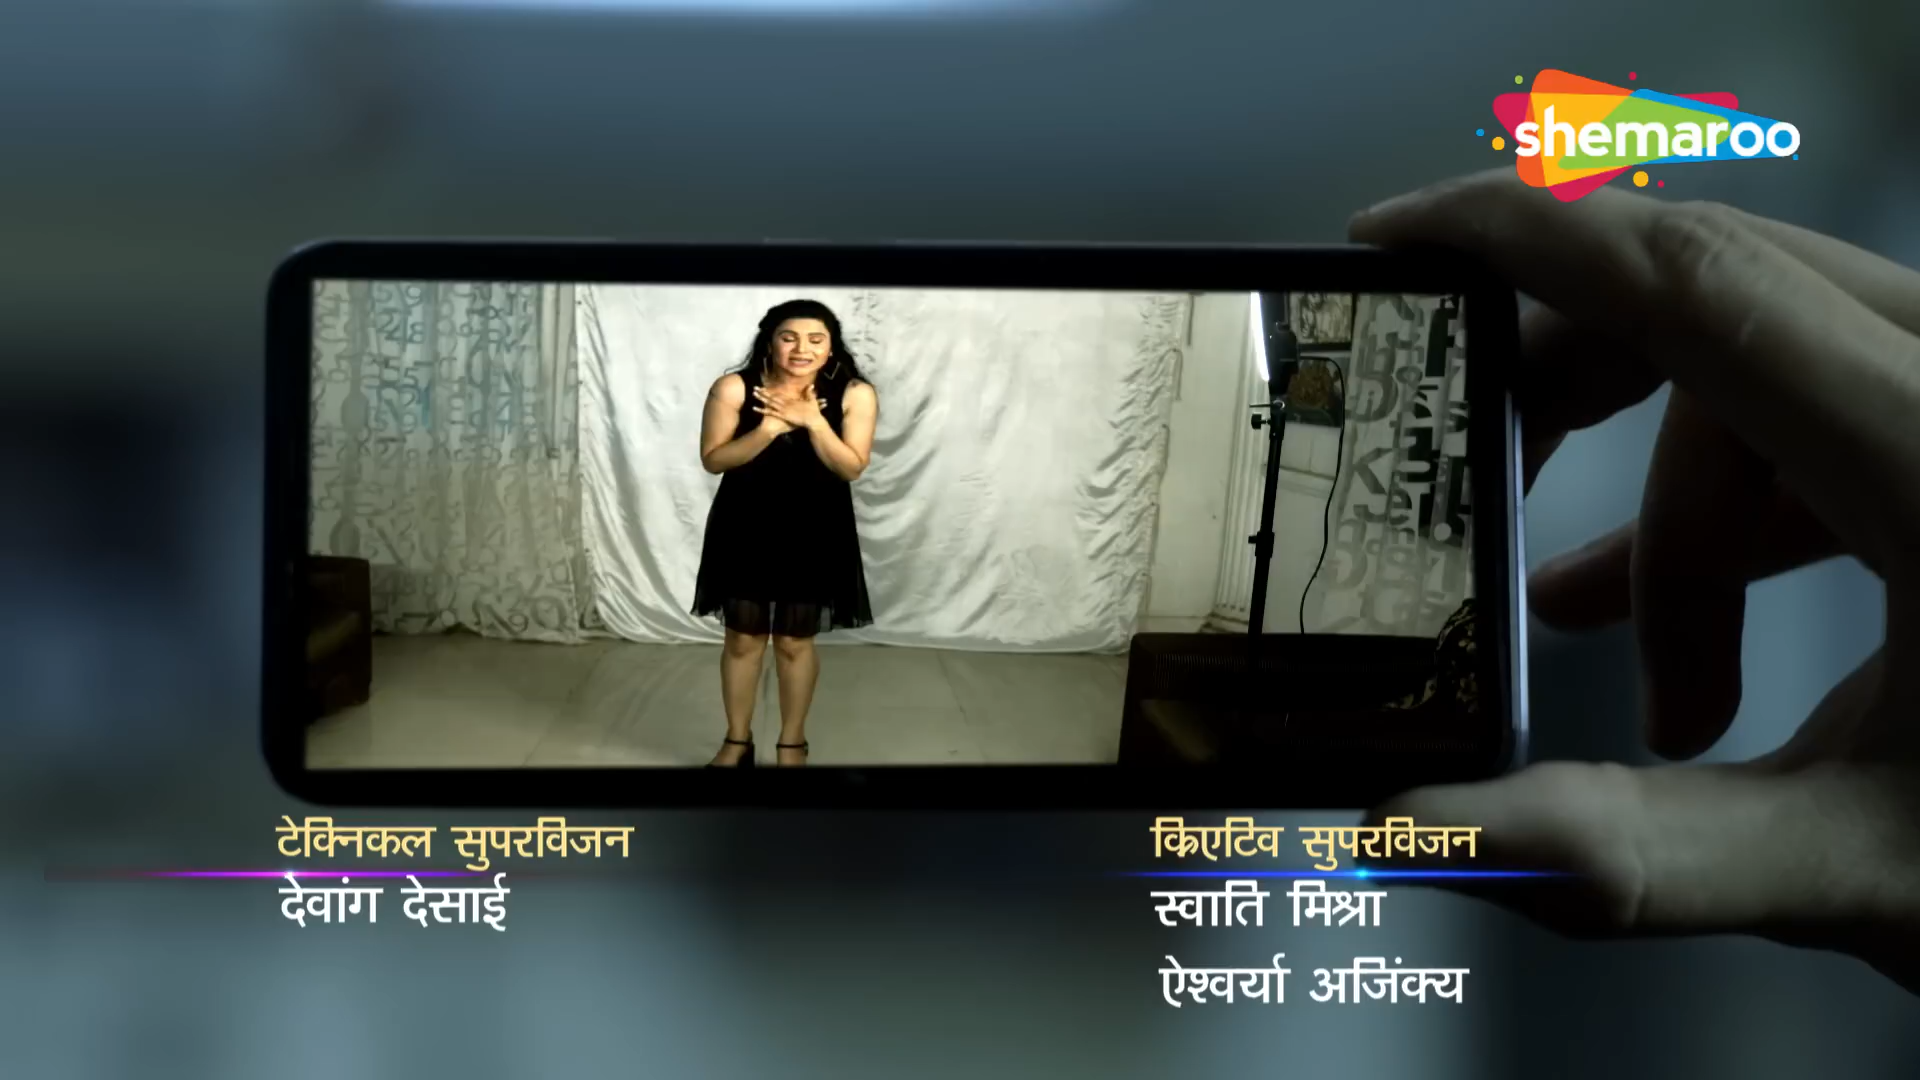 shemaroo
टेक्निकल सुपरविजन
देवांग देसाई
क्रिएटिव सुपरविजन
स्वाति मिश्रा
ऐश्वर्या अजिंक्य